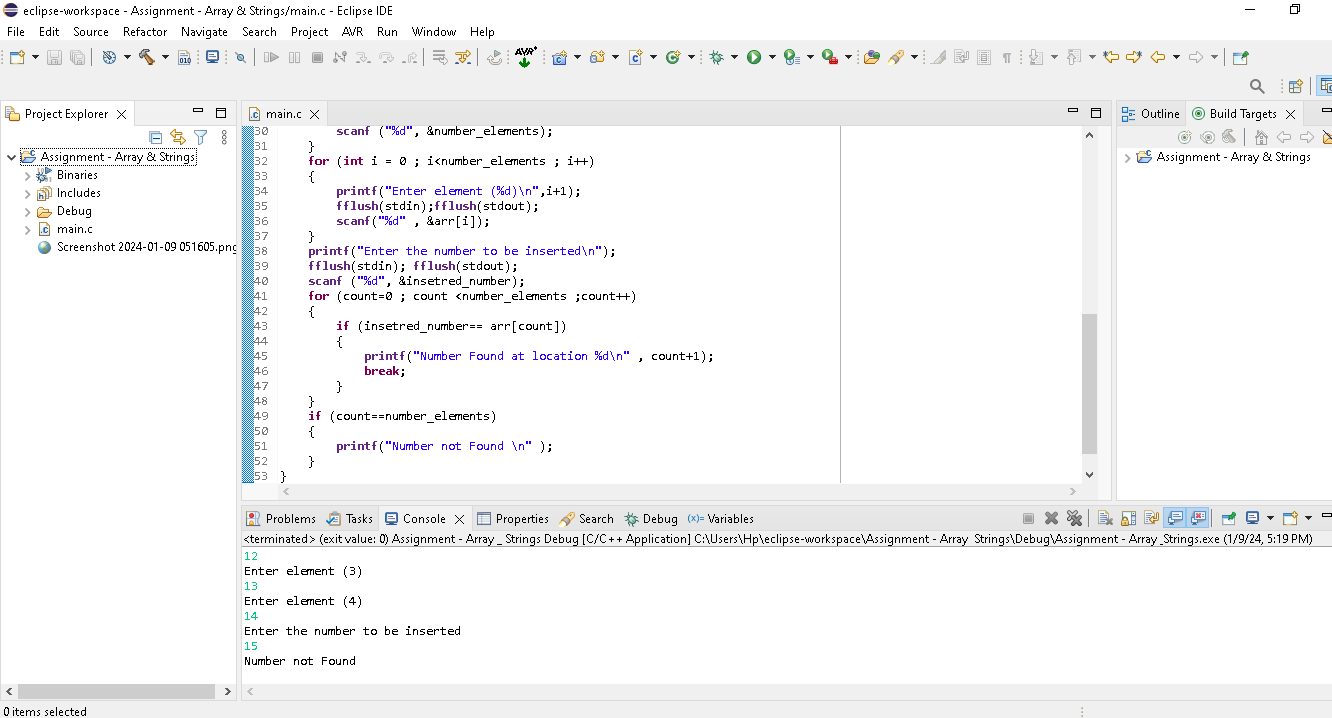 eclipse-workspace - Assignment - Array & Strings/main.c - Eclipse IDE
File Edit Source Refactor Navigate Search Project AVR Run Window Help
Project Explorer
Assignment - Array & Strings
Binaries
Includes
Debug
main.c
Screenshot 2024-01-09 051605.png
main.c
30 scanf ("%d", &number_elements);
31 }
32 for (int i = 0 ; i<number_elements ; i++)
33 {
34 printf("Enter element (%d)\n",i+1);
35 fflush(stdin);fflush(stdout);
36 scanf("%d" , &arr[i]);
37 }
38 printf("Enter the number to be inserted\n");
39 fflush(stdin); fflush(stdout);
40 scanf ("%d", &insetred_number);
41 for (count=0 ; count <number_elements ;count++)
42 {
43 if (insetred_number== arr[count])
44 {
45 printf("Number Found at location %d\n" , count+1);
46 break;
47 }
48 }
49 if (count==number_elements)
50 {
51 printf("Number not Found \n" );
52 }
53 }
Outline Build Targets
Assignment - Array & Strings
Problems Tasks Console Properties Search Debug Variables
<terminated> (exit value: 0) Assignment - Array _ Strings Debug [C/C++ Application] C:\Users\Hp\eclipse-workspace\Assignment - Array Strings\Debug\Assignment - Array _Strings.exe (1/9/24, 5:19 PM)
12
Enter element (3)
13
Enter element (4)
14
Enter the number to be inserted
15
Number not Found
0 items selected